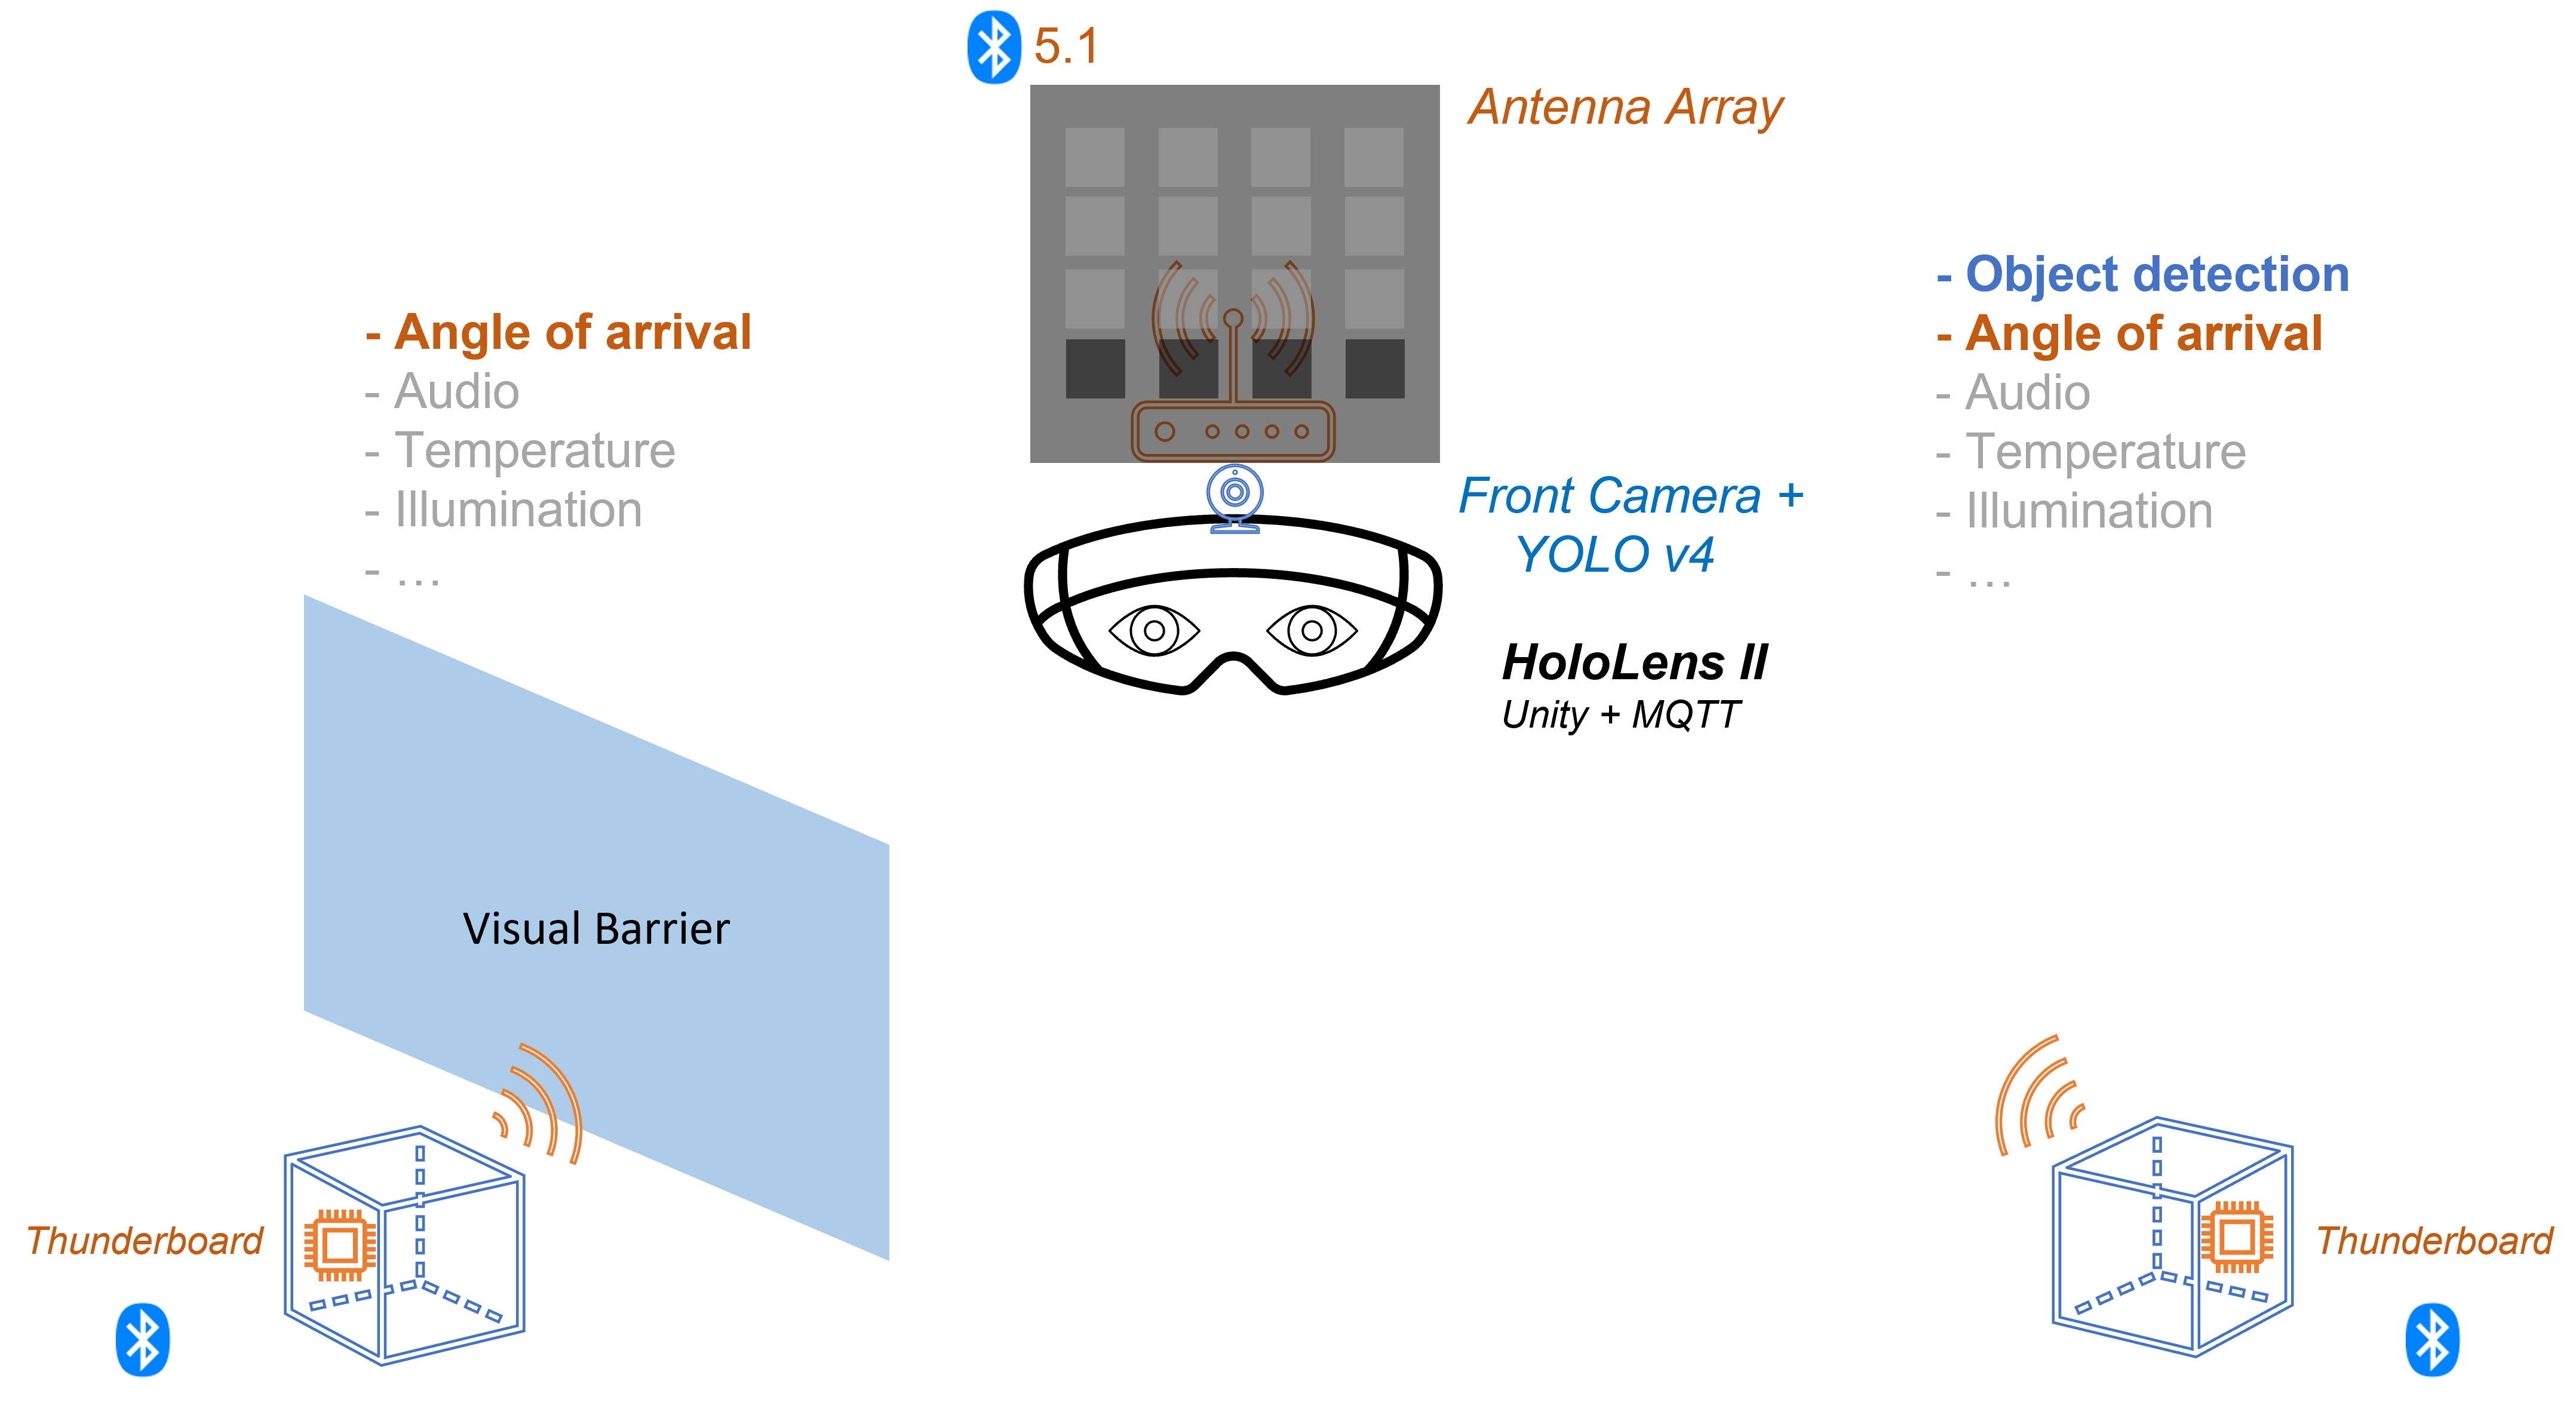 5.1
Antenna Array
- Angle of arrival
- Audio
- Temperature
- Illumination
- ...
Front Camera +
YOLO v4
HoloLens II
Unity + MQTT
- Object detection
- Angle of arrival
- Audio
- Temperature
- Illumination
- ...
Visual Barrier
Thunderboard
Thunderboard